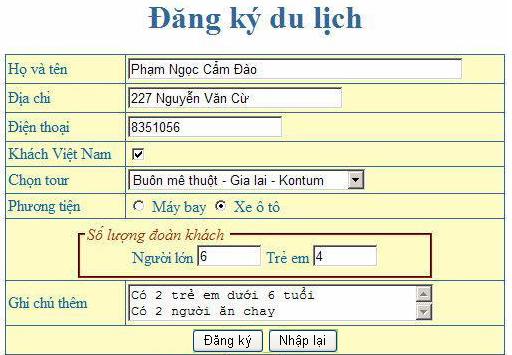 Đăng ký du lịch
Họ và tên Phạm Ngọc Cẩm Đào
Địa chỉ 227 Nguyễn Văn Cừ
Điện thoại 8351056
Khách Việt Nam
Chọn tour Buôn mê thuột - Gia lai - Kontum
Phương tiện Máy bay Xe ô tô
Số lượng đoàn khách
Người lớn 6 Trẻ em 4
Ghi chú thêm Có 2 trẻ em dưới 6 tuổi
Có 2 người ăn chay
Đăng ký Nhập lại